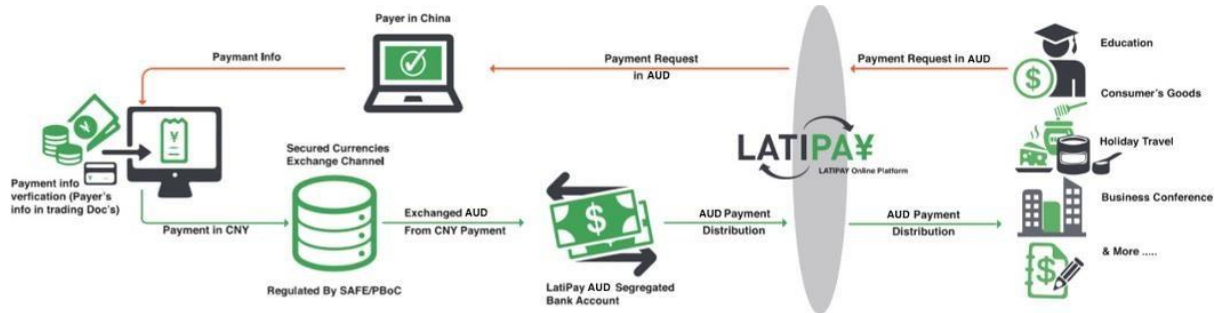 Payer in China
Paymant Info
Payment Request
in AUD
Payment Request in AUD
Education
Consumer's Goods
Holiday Travel
Business Conference
& More .....
Secured Currencies
Exchange Channel
LATIPAY
LATIPAY Online Platform
Payment info
verfication (Payer's
info in trading Doc's)
Payment in CNY
Exchanged AUD
From CNY Payment
AUD Payment
Distribution
AUD Payment
Distribution
Regulated By SAFE/PBoC
LatiPay AUD Segregated
Bank Account